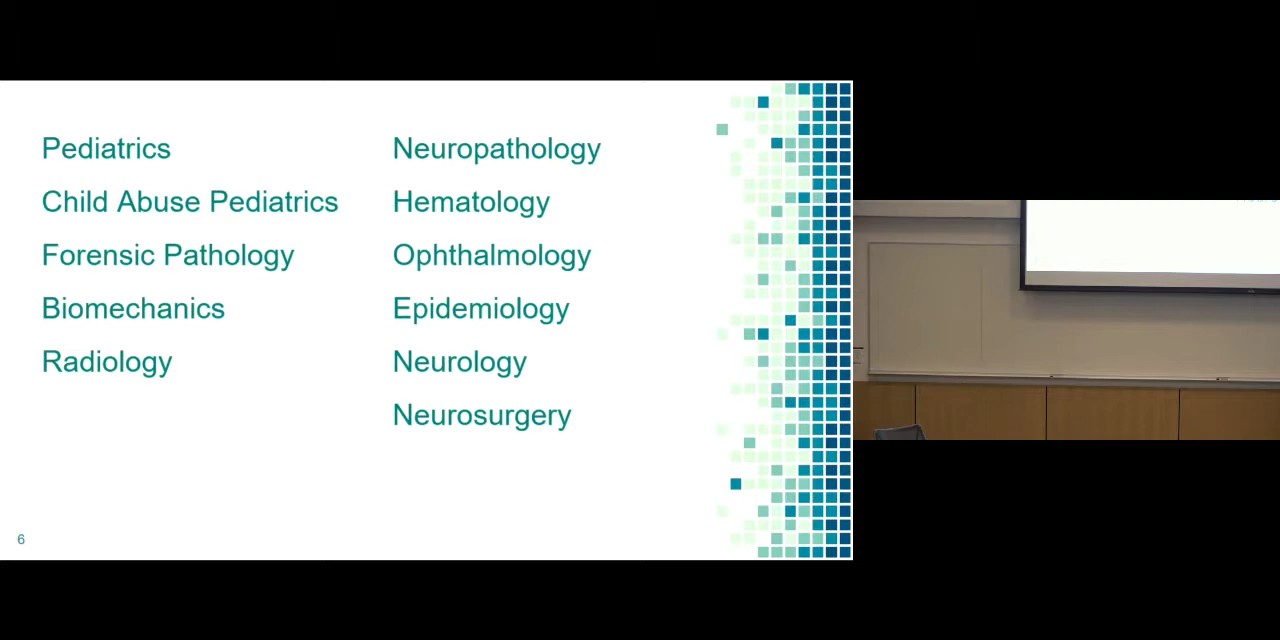 Pediatrics
Child Abuse Pediatrics
Forensic Pathology
Biomechanics
Radiology
Neuropathology
Hematology
Ophthalmology
Epidemiology
Neurology
Neurosurgery
6